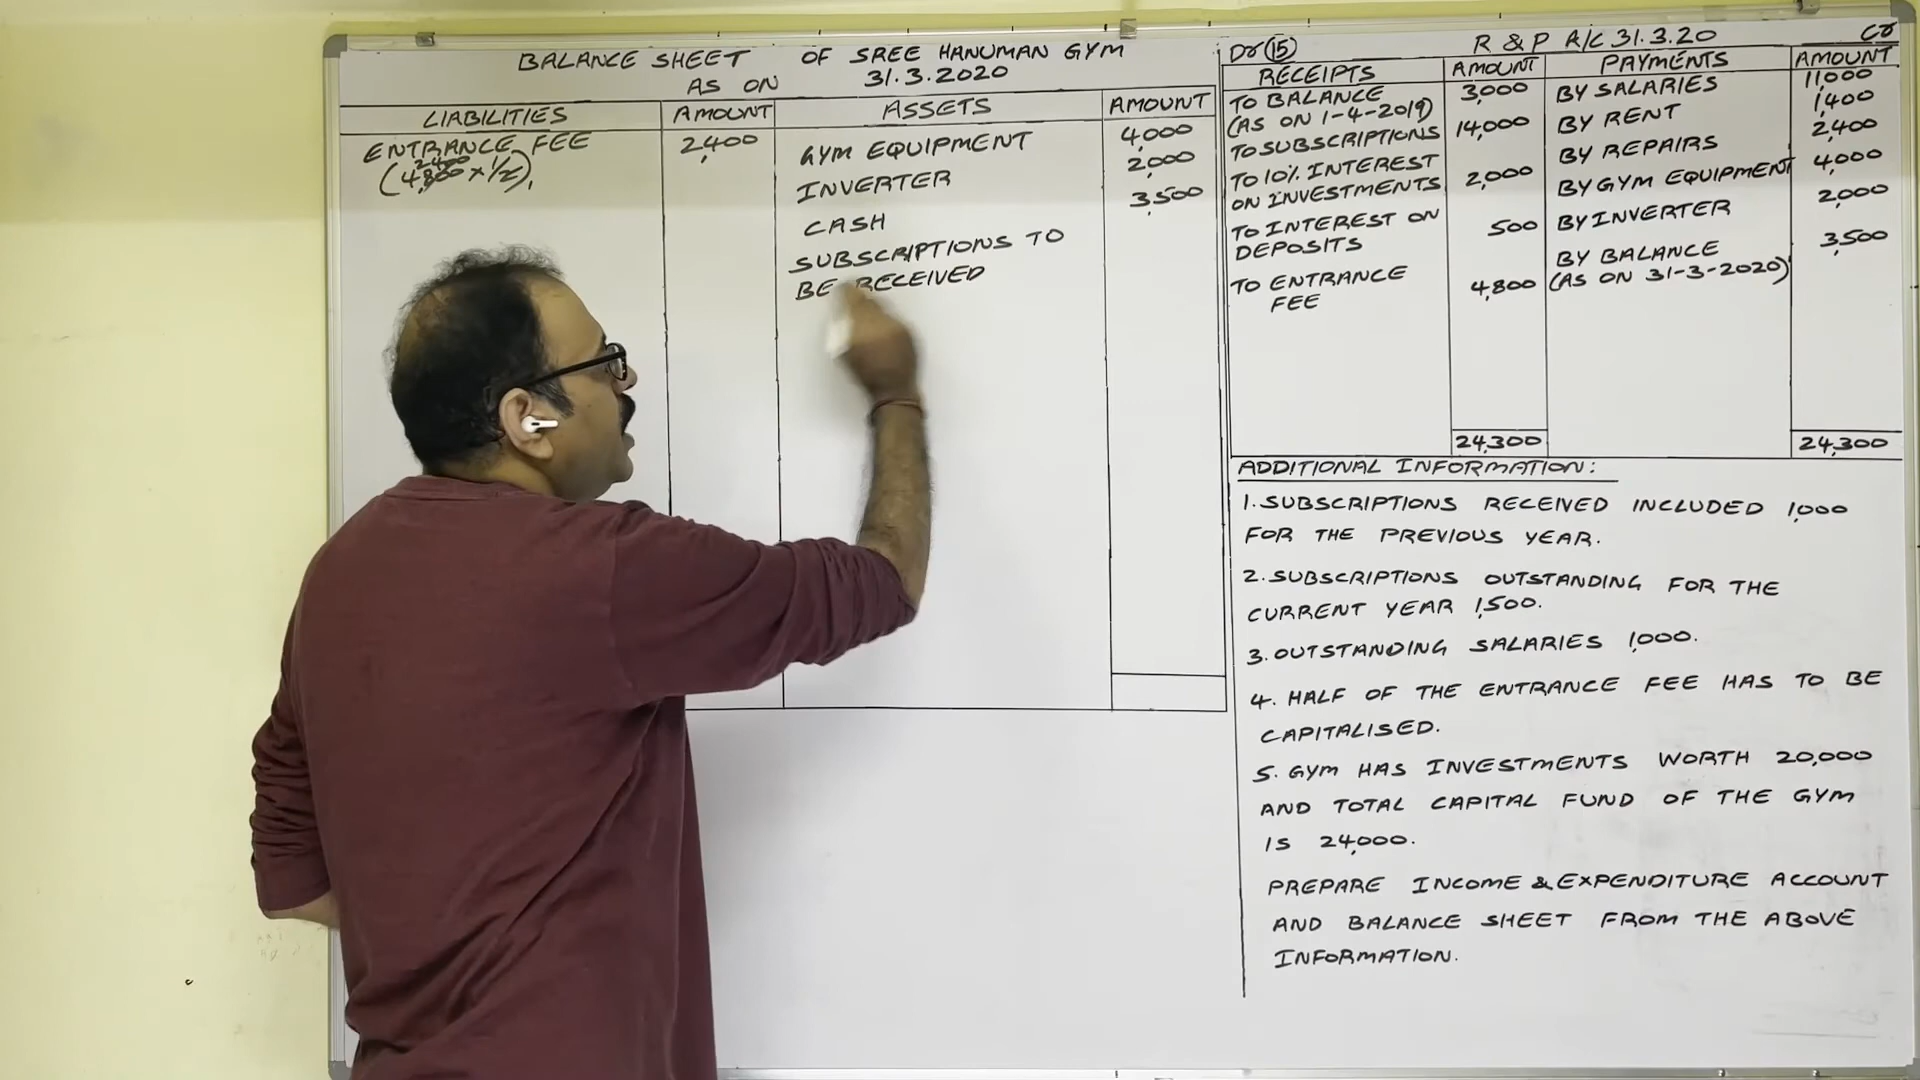 BALANCE SHEET OF SREE HANUMAN GYM
AS ON 31.3.2020
LIABILITIES AMOUNT ASSETS AMOUNT
ENTRANCE FEE 2,400 GYM EQUIPMENT 4,000
2400
(4,800 x 1/2),
INVERTER 2,000
CASH 3,500
SUBSCRIPTIONS TO
BE RECEIVED
Dr (15) R & P A/C 31.3.20 Cr
RECEIPTS AMOUNT PAYMENTS AMOUNT
TO BALANCE 3,000 BY SALARIES 11,000
(AS ON 1-4-2019) BY RENT 1400
TO SUBSCRIPTIONS 14,000 BY REPAIRS 2,400
TO 10% INTEREST BY GYM EQUIPMENT 4,000
ON INVESTMENTS 2,000 BY INVERTER 2,000
TO INTEREST ON 500 BY BALANCE 3,500
DEPOSITS (AS ON 31-3-2020)
TO ENTRANCE 4,800
FEE
24,300 24,300
ADDITIONAL INFORMATION:
1. SUBSCRIPTIONS RECEIVED INCLUDED 1,000
FOR THE PREVIOUS YEAR.
2. SUBSCRIPTIONS OUTSTANDING FOR THE
CURRENT YEAR 1,500.
3. OUTSTANDING SALARIES 1,000.
4. HALF OF THE ENTRANCE FEE HAS TO BE
CAPITALISED.
5. GYM HAS INVESTMENTS WORTH 20,000
AND TOTAL CAPITAL FUND OF THE GYM
IS 24,000.
PREPARE INCOME & EXPENDITURE ACCOUNT
AND BALANCE SHEET FROM THE ABOVE
INFORMATION.